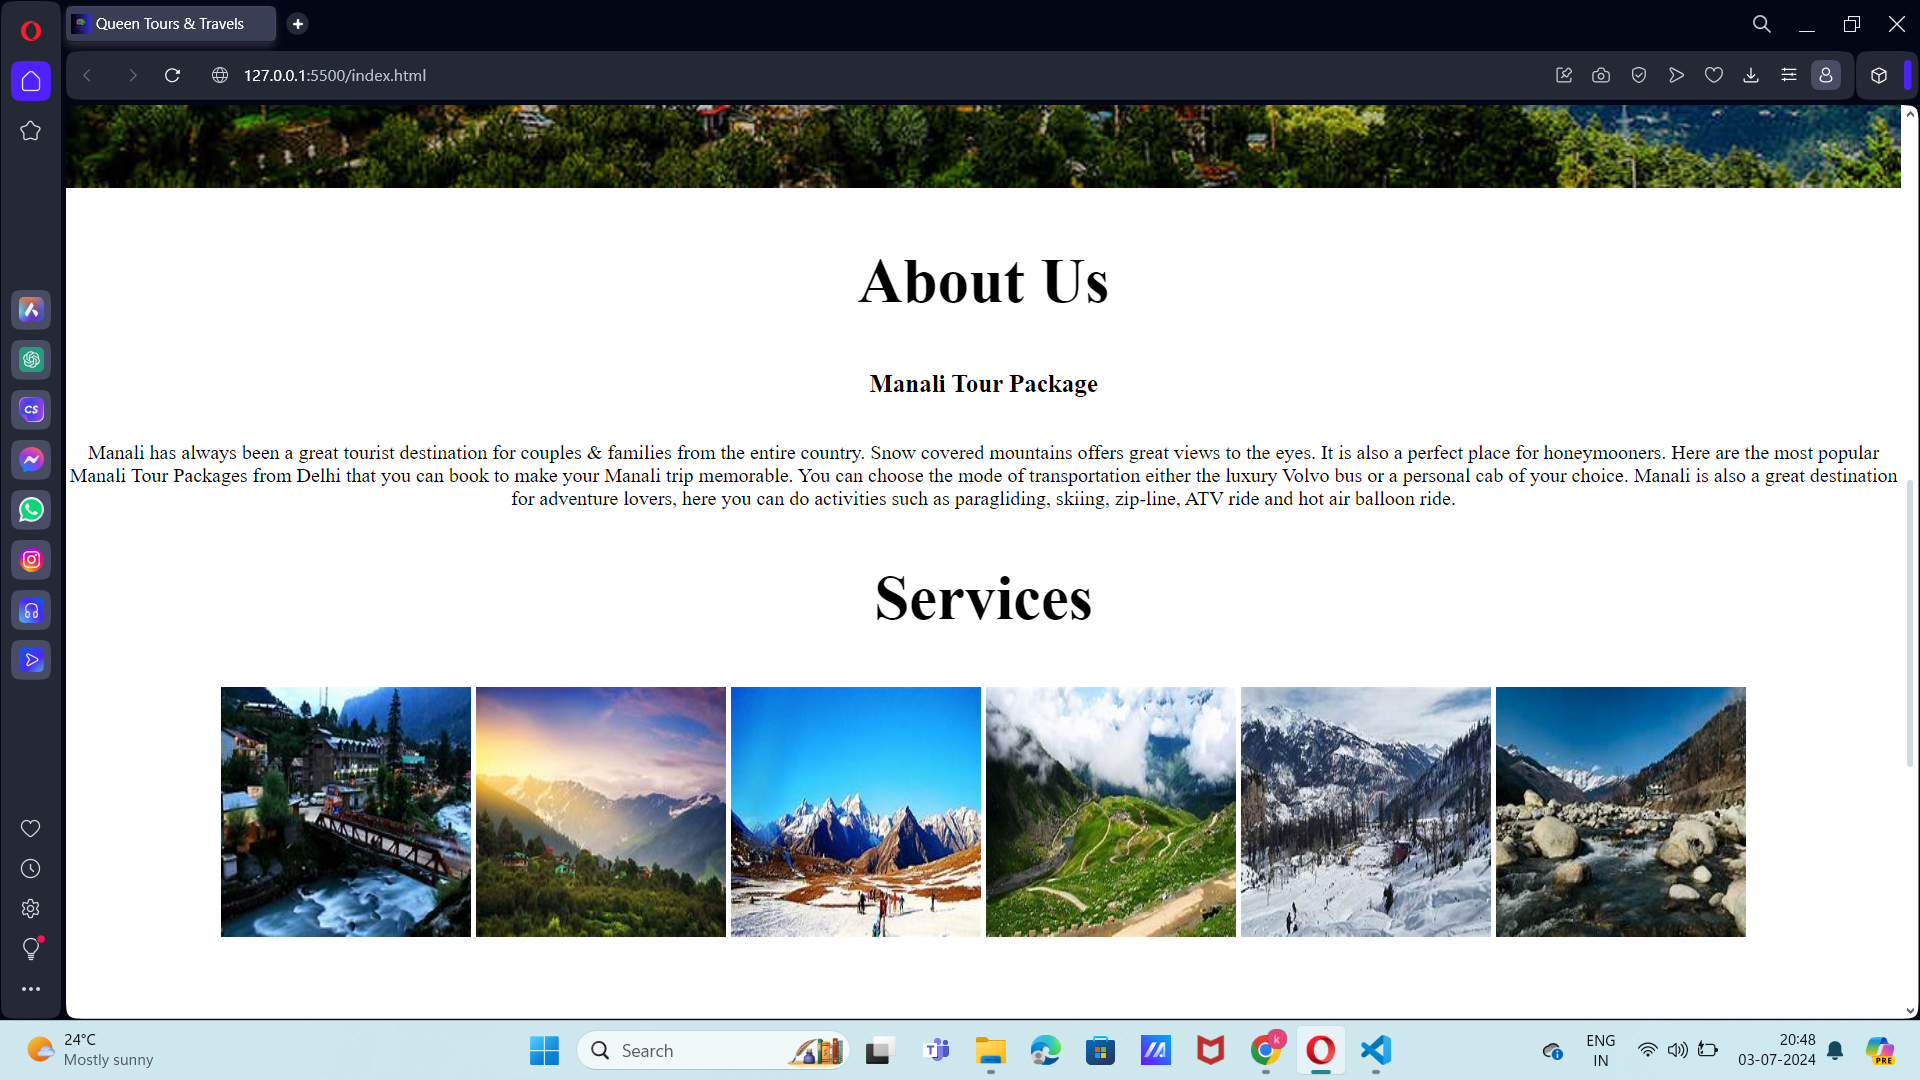 Queen Tours & Travels
127.0.0.1:5500/index.html
About Us
Manali Tour Package
Manali has always been a great tourist destination for couples & families from the entire country. Snow covered mountains offers great views to the eyes. It is also a perfect place for honeymooners. Here are the most popular
Manali Tour Packages from Delhi that you can book to make your Manali trip memorable. You can choose the mode of transportation either the luxury Volvo bus or a personal cab of your choice. Manali is also a great destination
for adventure lovers, here you can do activities such as paragliding, skiing, zip-line, ATV ride and hot air balloon ride.
Services
CS
24°C
Mostly sunny
Search
T
k
ENG
IN
20:48
03-07-2024
PRE